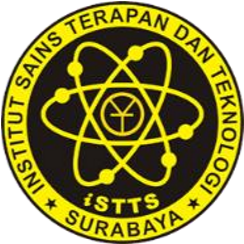 INSTITUT SAINS TERAPAN DAN TEKNOLOGI
iSTTS
SURABAYA